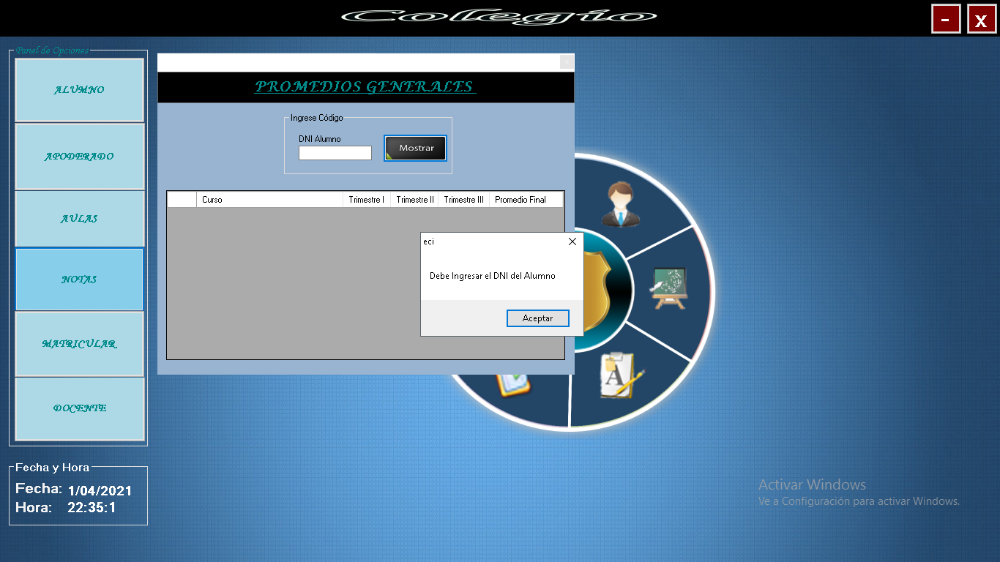 Colegio
-
x
Panel de Opciones
ALUMNO
APODERADO
AULAS
NOTAS
MATRICULAR
DOCENTE
Fecha y Hora
Fecha: 1/04/2021
Hora: 22:35:1
PROMEDIOS GENERALES
Ingrese Código
DNI Alumno
Mostrar
Curso Trimestre I Trimestre II Trimestre III Promedio Final
eci
Debe Ingresar el DNI del Alumno
Aceptar
A
Activar Windows
Ve a Configuración para activar Windows.